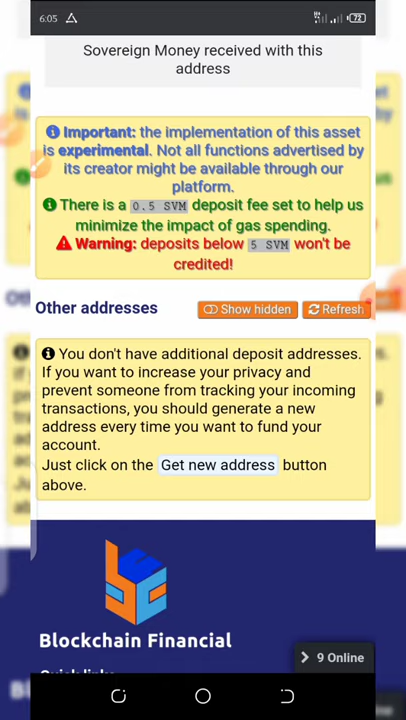 6:05
72
Sovereign Money received with this
address
Important: the implementation of this asset
is experimental. Not all functions advertised
by its creator might be available through our
platform.
There is a 0.5 SVM deposit fee set to help us
minimize the impact of gas spending.
Warning: deposits below 5 SVM won't be
credited!
Other addresses
Show hidden
Refresh
You don't have additional deposit addresses.
If you want to increase your privacy and
prevent someone from tracking your incoming
transactions, you should generate a new
address every time you want to fund your
account.
Just click on the Get new address button
above.
Blockchain Financial
Quick links
9 Online